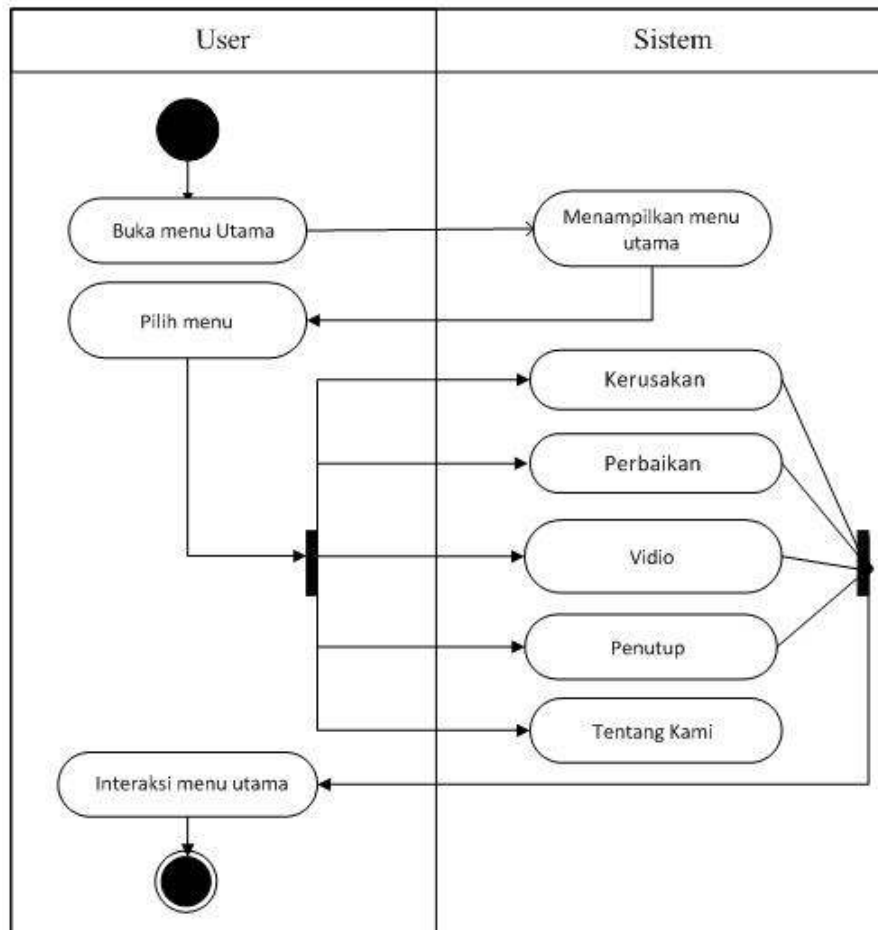 User
Sistem
Buka menu Utama
Menampilkan menu
utama
Pilih menu
Kerusakan
Perbaikan
Vidio
Penutup
Tentang Kami
Interaksi menu utama